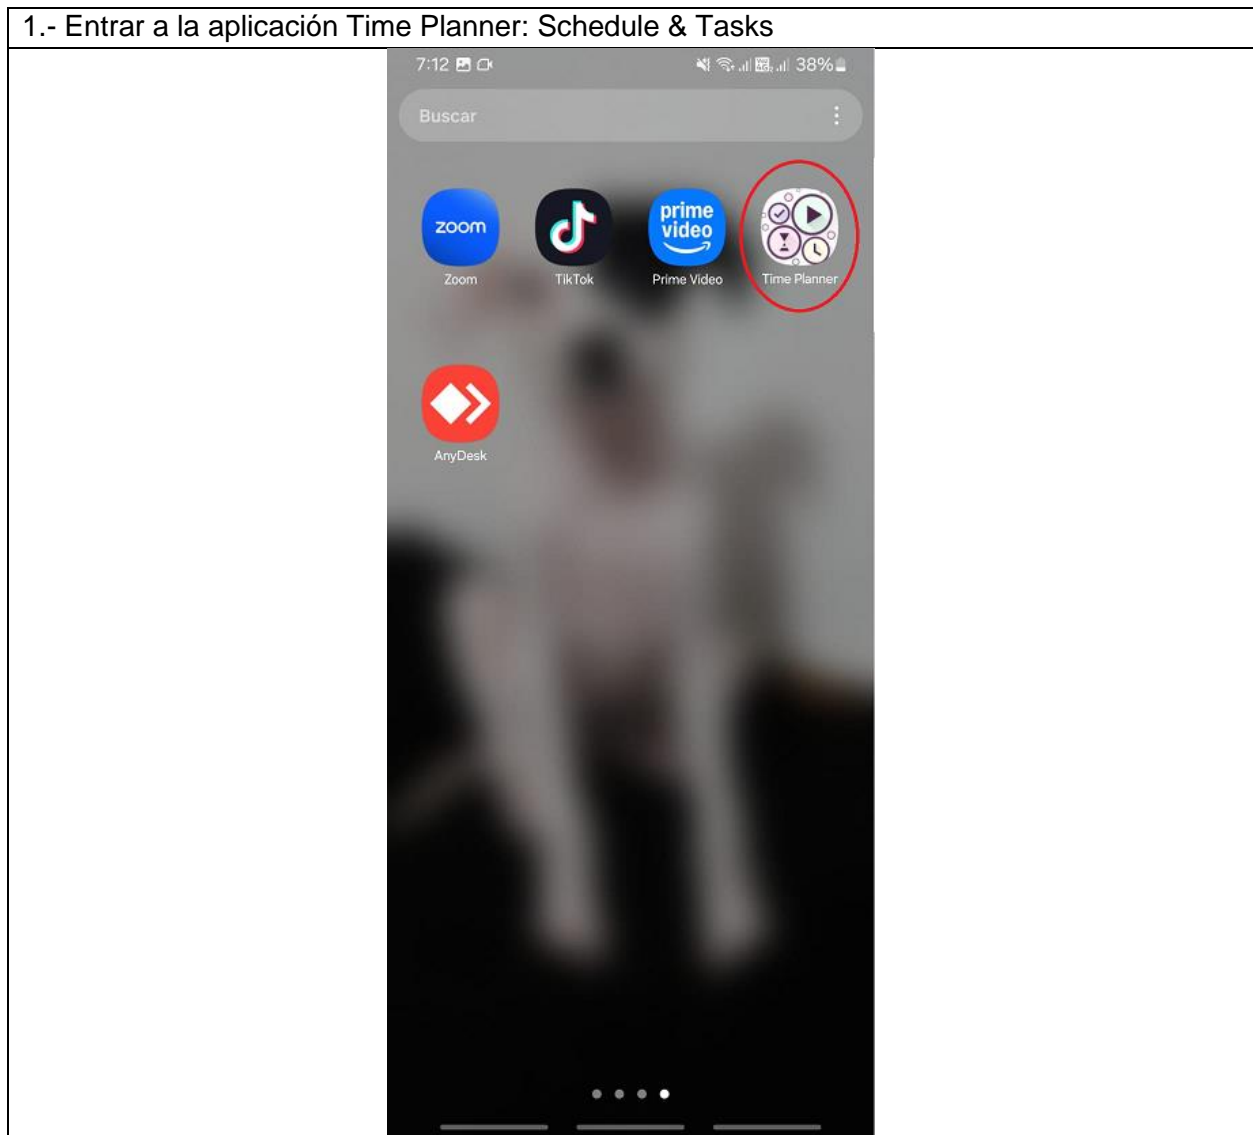 1.- Entrar a la aplicación Time Planner: Schedule & Tasks
7:12 38%
Buscar
zoom
prime
video
Zoom TikTok Prime Video Time Planner
AnyDesk